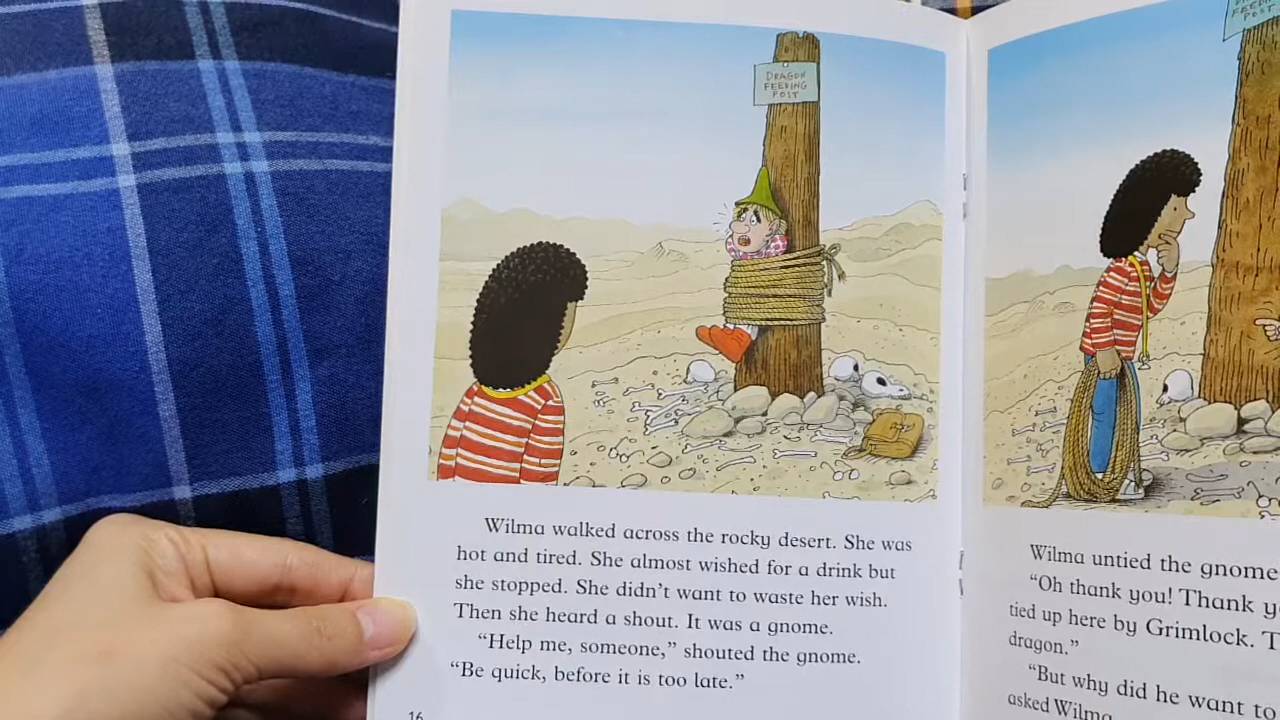 DRAGON
FEEDING
POST
Wilma walked across the rocky desert. She was
hot and tired. She almost wished for a drink but
she stopped. She didn't want to waste her wish.
Then she heard a shout. It was a gnome.
"Help me, someone," shouted the gnome.
"Be quick, before it is too late."
16
DRAGON
FEEDING
POST
Wilma untied the gnome
"Oh thank you! Thank
tied up here by Grimlock.
dragon."
"But why did he want to
asked Wilma